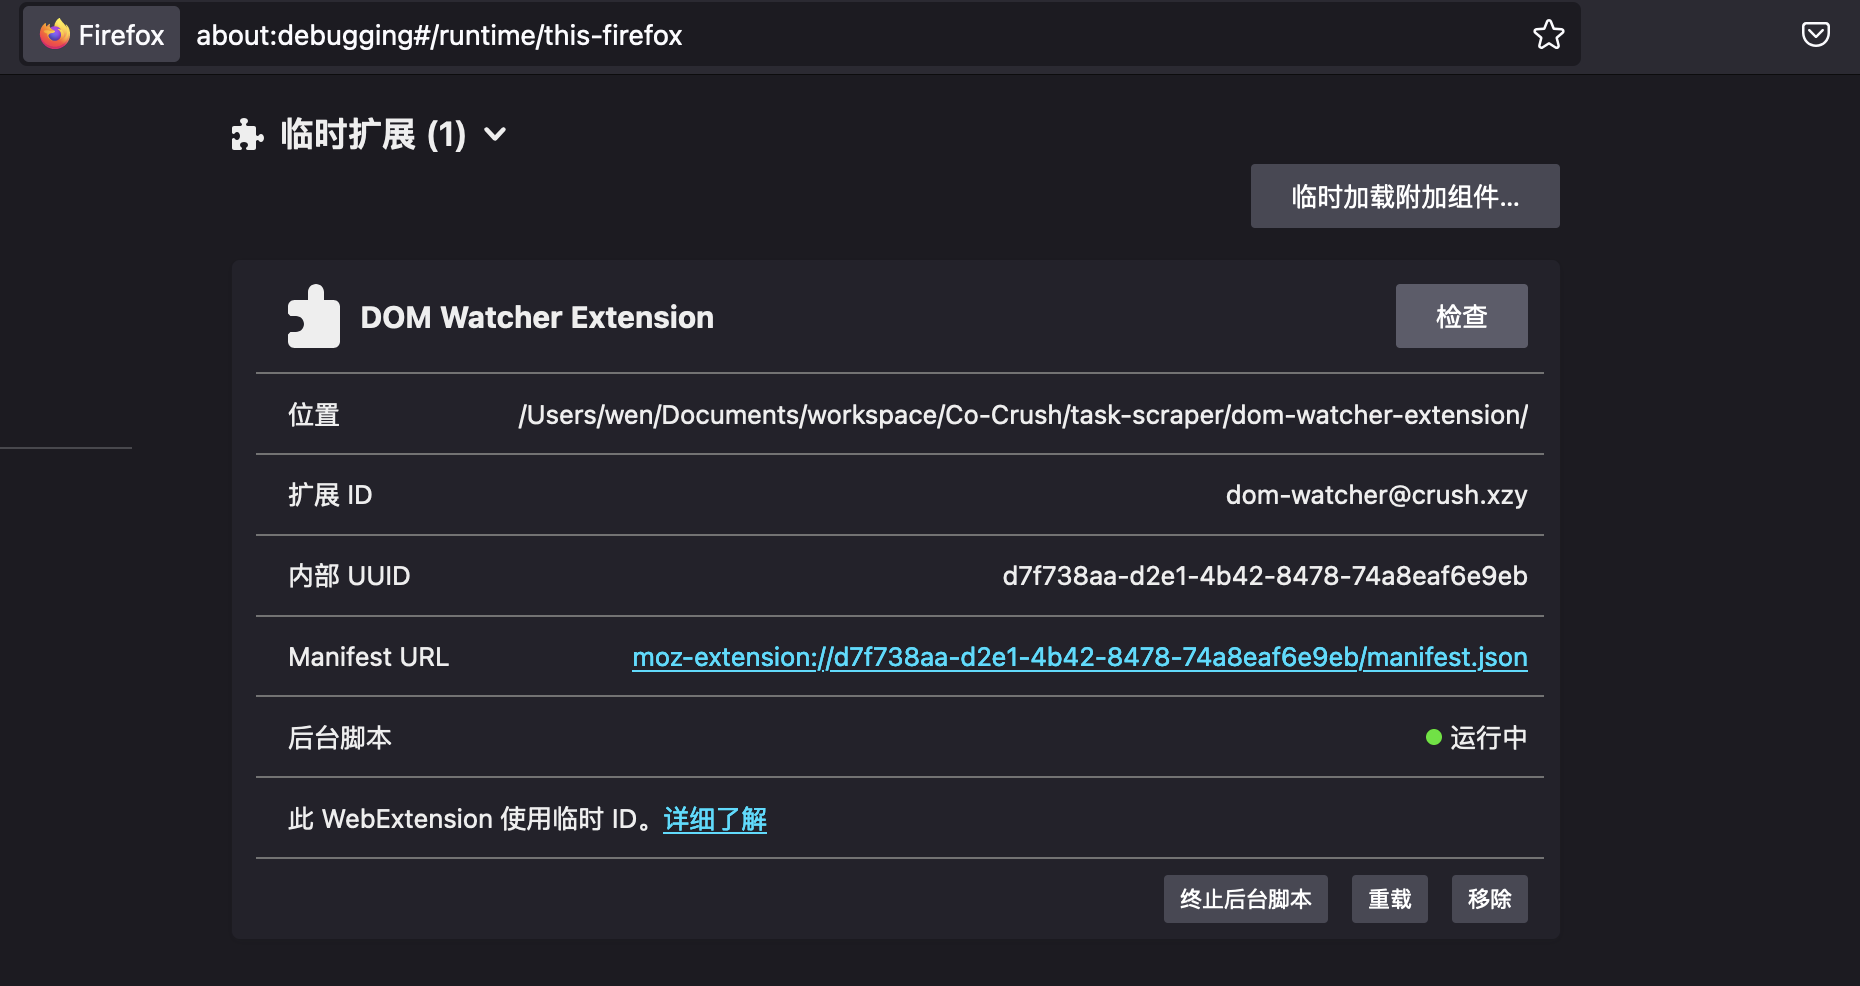 Firefox about:debugging#/runtime/this-firefox
临时扩展 (1)
临时加载附加组件...
DOM Watcher Extension 检查
位置 /Users/wen/Documents/workspace/Co-Crush/task-scraper/dom-watcher-extension/
扩展 ID dom-watcher@crush.xzy
内部 UUID d7f738aa-d2e1-4b42-8478-74a8eaf6e9eb
Manifest URL moz-extension://d7f738aa-d2e1-4b42-8478-74a8eaf6e9eb/manifest.json
后台脚本 运行中
此 WebExtension 使用临时 ID。详细了解
终止后台脚本 重载 移除